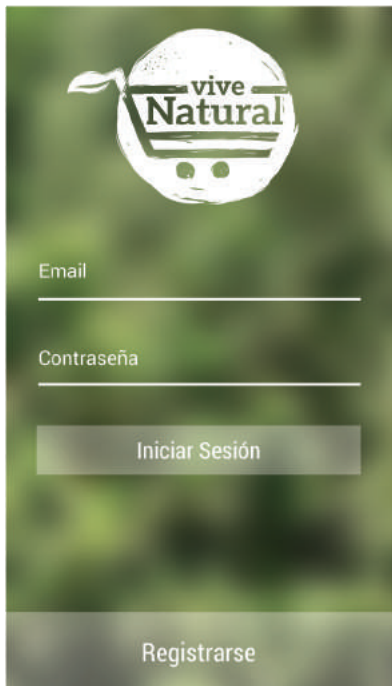 vive
Natural
Email
Contraseña
Iniciar Sesión
Registrarse